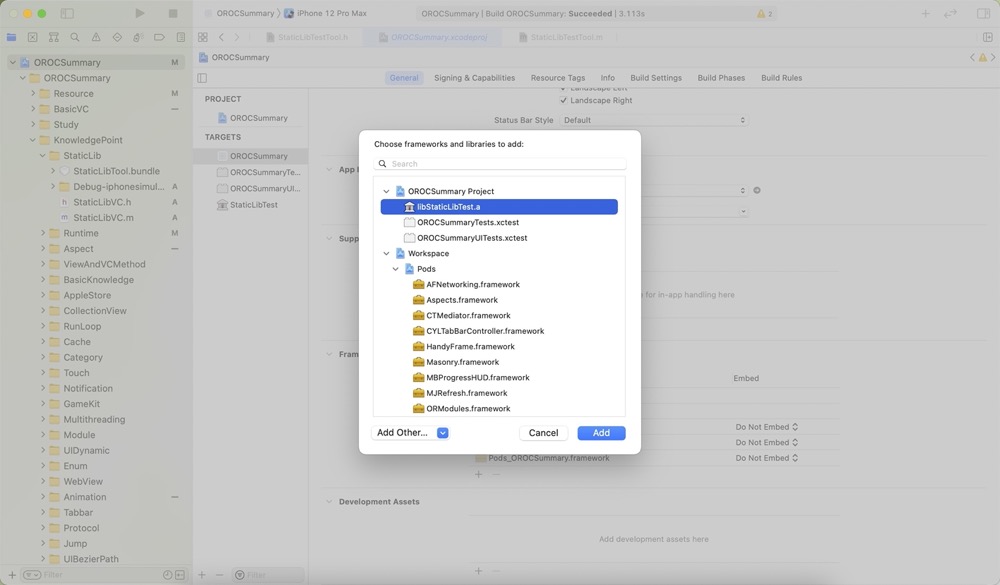 OROCSummary
iPhone 12 Pro Max
OROCSummary | Build OROCSummary: Succeeded | 3.113s
2
StaticLibTestTool.h
OROCSummary.xcodeproj
StaticLibTestTool.m
OROCSummary M
OROCSummary
OROCSummary
Resource M
BasicVC
Study
KnowledgePoint
StaticLib
StaticLibTool.bundle
Debug-iphonesimul... A
StaticLibVC.h A
StaticLibVC.m A
Runtime M
Aspect
ViewAndVCMethod
BasicKnowledge
AppleStore
CollectionView
RunLoop
Cache
Category
Touch
Notification
GameKit
Multithreading
Module
UIDynamic
Enum
WebView
Animation
Tabbar
Protocol
Jump
UIBezierPath
Filter
General
Signing & Capabilities
Resource Tags
Info
Build Settings
Build Phases
Build Rules
PROJECT
OROCSummary
TARGETS
OROCSummary
OROCSummaryTe...
OROCSummaryUI...
StaticLibTest
Filter
Landscape Left
Landscape Right
Status Bar Style
Default
App
Supp
for in-app handling here
Fram
Embed
Do Not Embed
Do Not Embed
Pods_OROCSummary.framework
Do Not Embed
Development Assets
Add development assets here
Choose frameworks and libraries to add:
Search
OROCSummary Project
libStaticLibTest.a
OROCSummaryTests.xctest
OROCSummaryUITests.xctest
Workspace
Pods
AFNetworking.framework
Aspects.framework
CTMediator.framework
CYLTabBarController.framework
HandyFrame.framework
Masonry.framework
MBProgressHUD.framework
MJRefresh.framework
ORModules.framework
Add Other...
Cancel
Add